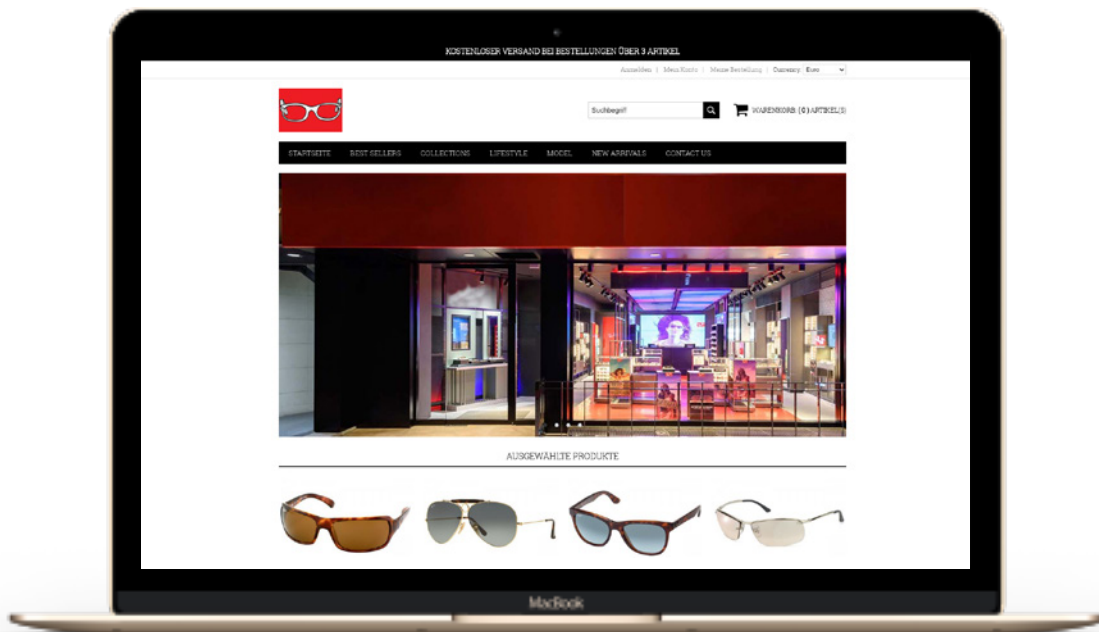 KOSTENLOSER VERSAND BEI BESTELLUNGEN ÜBER 3 ARTIKEL
Anmelden | Mein Konto | Meine Bestellung | Currency: Euro
Suchbegriff
WARENKORB: (0) ARTIKEL(S)
STARTSEITE BEST SELLERS COLLECTIONS LIFESTYLE MODEL NEW ARRIVALS CONTACT US
AUSGEWÄHLTE PRODUKTE
MacBook